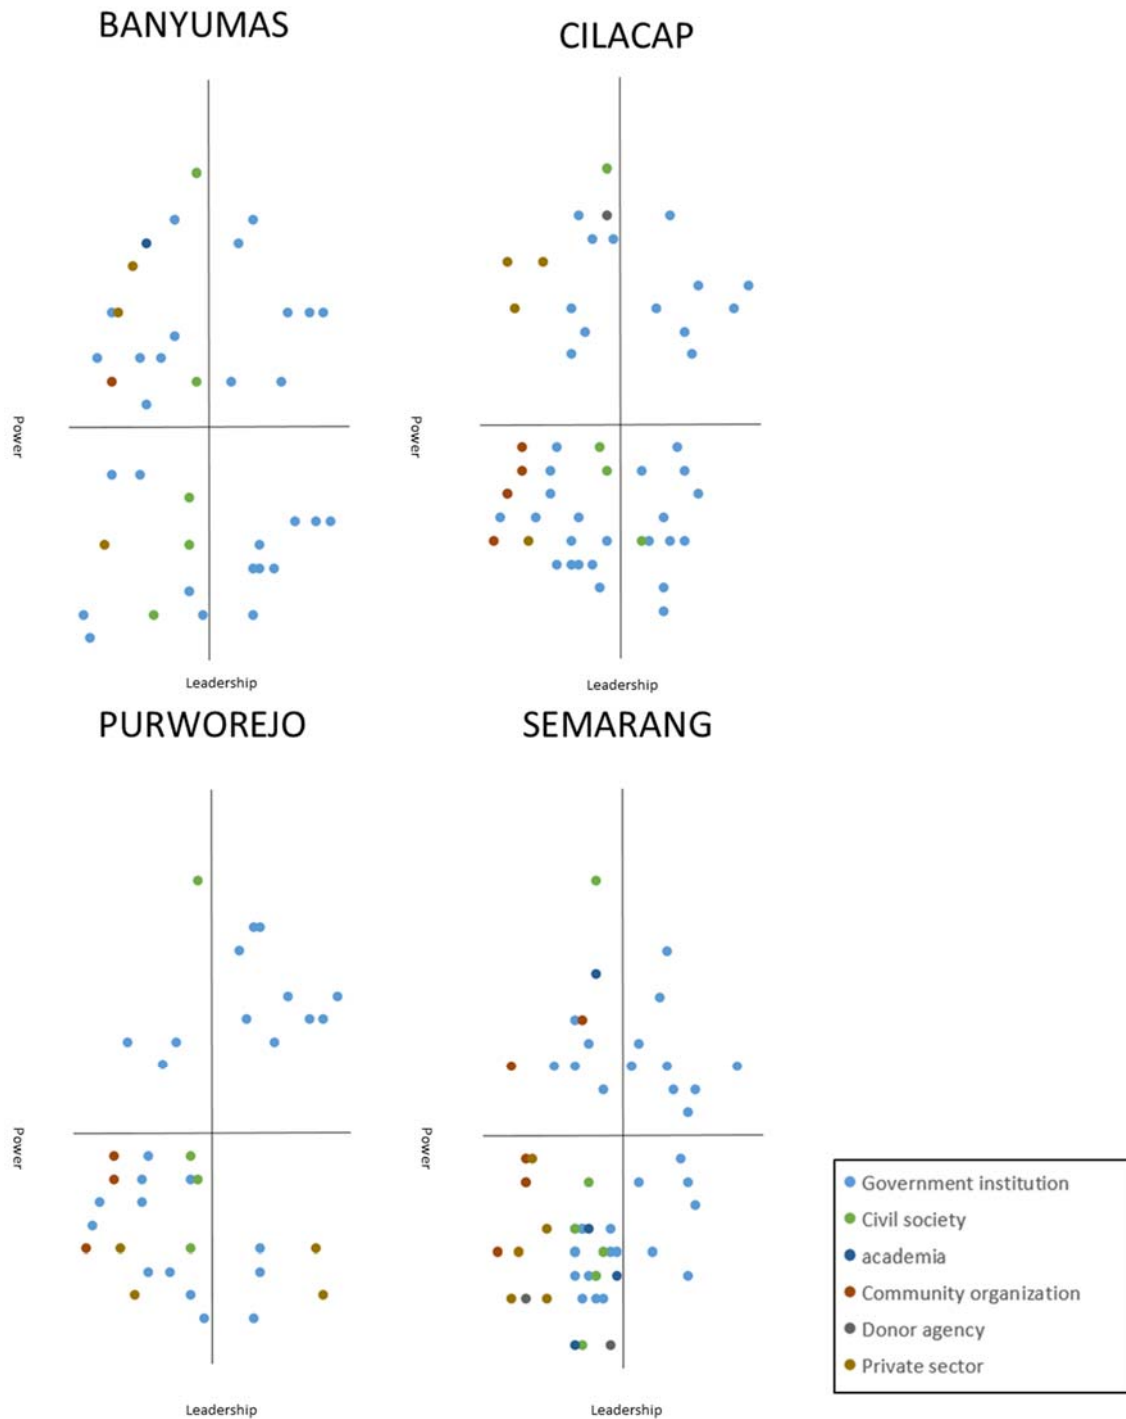 BANYUMAS
CILACAP
Power
Power
Leadership
Leadership
PURWOREJO
SEMARANG
Power
Power
Government institution
Civil society
academia
Community organization
Donor agency
Private sector
Leadership
Leadership